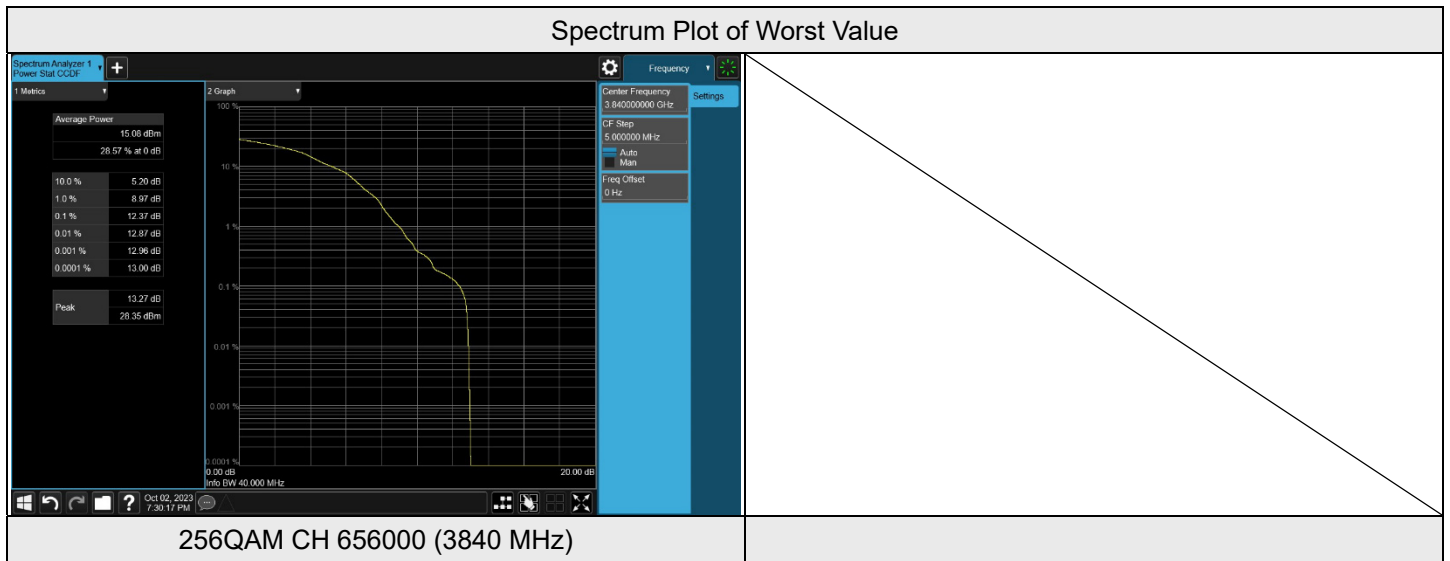 Spectrum Plot of Worst Value
Spectrum Analyzer 1
Power Stat CCDF
+
Frequency
1 Metrics
2 Graph
Settings
Center Frequency
3.840000000 GHz
CF Step
5.000000 MHz
Auto
Man
Freq Offset
0 Hz
Average Power
15.08 dBm
28.57 % at 0 dB
10.0 % 5.20 dB
1.0 % 8.97 dB
0.1 % 12.37 dB
0.01 % 12.87 dB
0.001 % 12.96 dB
0.0001 % 13.00 dB
Peak
13.27 dB
28.35 dBm
100 %
10 %
1 %
0.1 %
0.01 %
0.001 %
0.0001 %
0.00 dB 20.00 dB
Info BW 40.000 MHz
? Oct 02, 2023
7:30:17 PM
256QAM CH 656000 (3840 MHz)